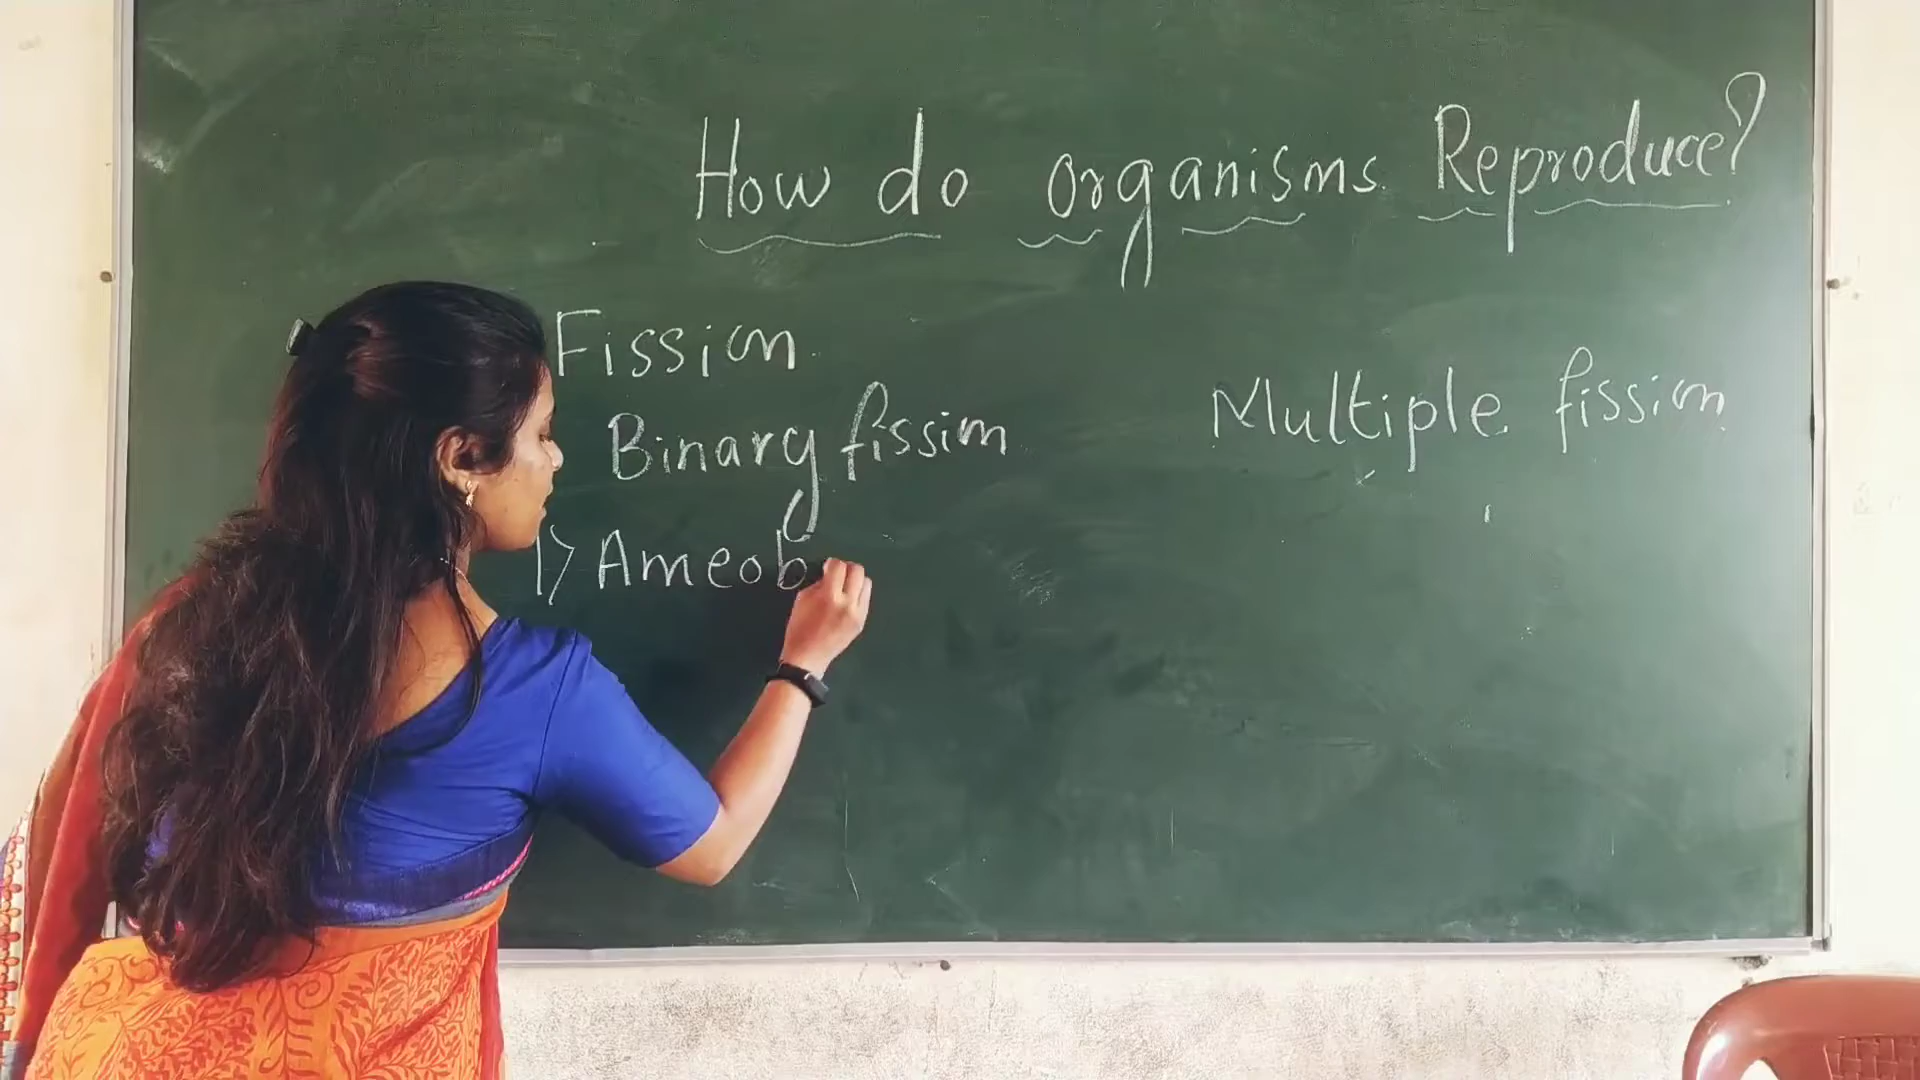 How do organisms Reproduce?
Fission
Binary fission
Multiple fission
1> Ameob